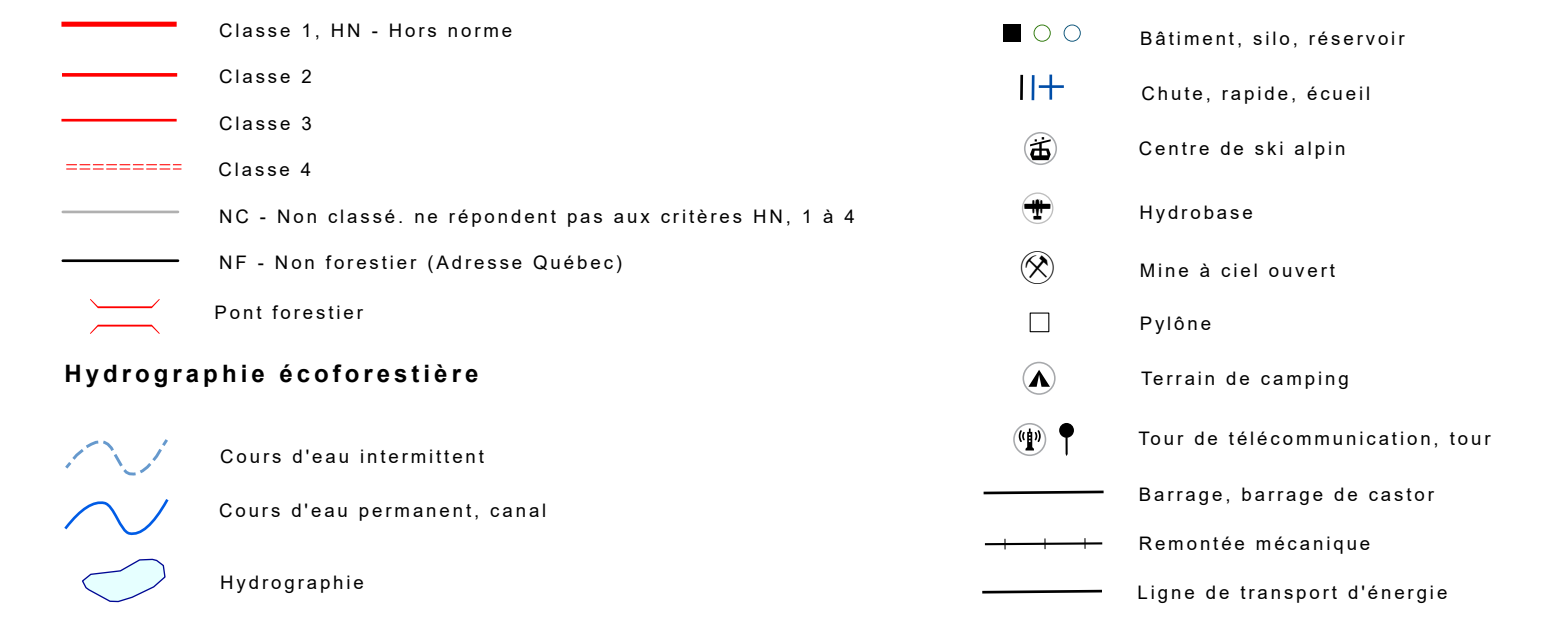 Classe 1, HN - Hors norme
Classe 2
Classe 3
Classe 4
NC - Non classé. ne répondent pas aux critères HN, 1 à 4
NF - Non forestier (Adresse Québec)
Pont forestier
Hydrographie écoforestière
Cours d'eau intermittent
Cours d'eau permanent, canal
Hydrographie
Bâtiment, silo, réservoir
Chute, rapide, écueil
Centre de ski alpin
Hydrobase
Mine à ciel ouvert
Pylône
Terrain de camping
Tour de télécommunication, tour
Barrage, barrage de castor
Remontée mécanique
Ligne de transport d'énergie